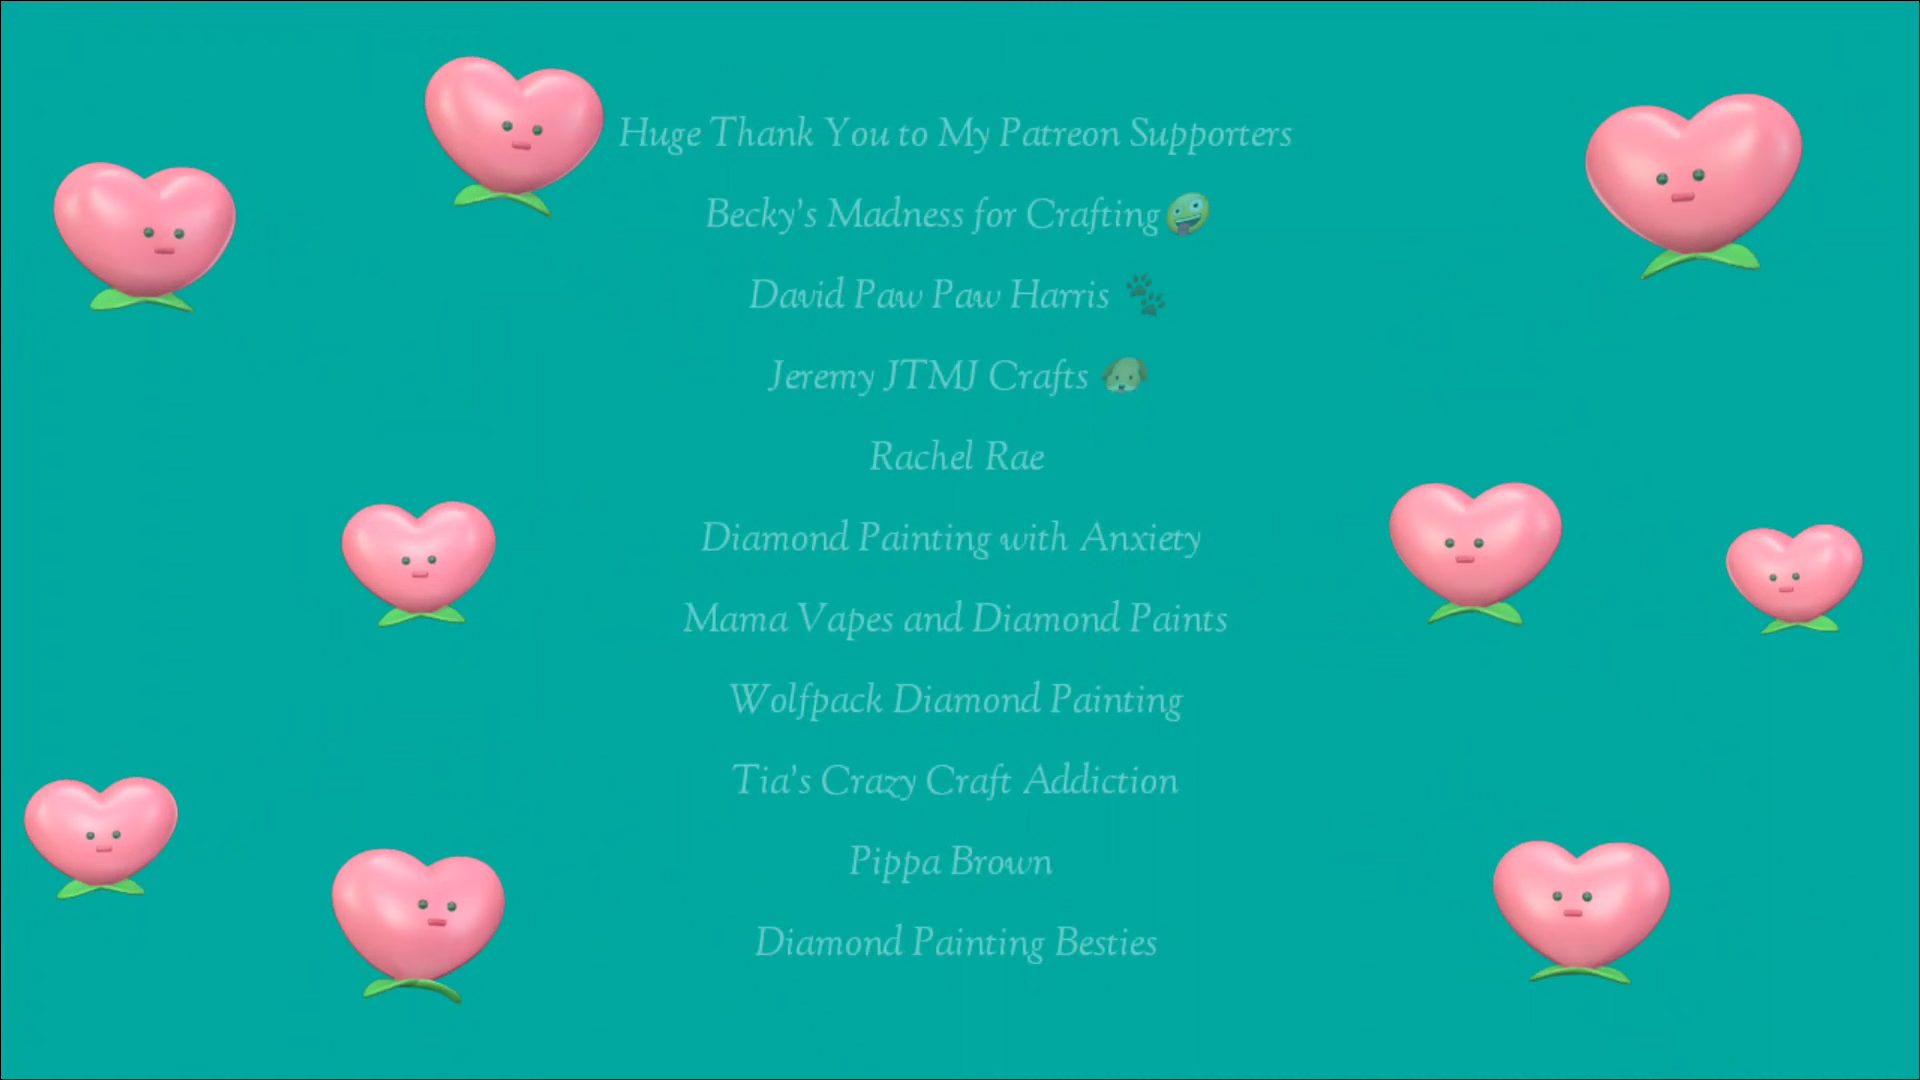 Huge Thank You to My Patreon Supporters
Becky's Madness for Crafting🤪
David Paw Paw Harris 🐾
Jeremy JTMJ Crafts 🐶
Rachel Rae
Diamond Painting with Anxiety
Mama Vapes and Diamond Paints
Wolfpack Diamond Painting
Tia's Crazy Craft Addiction
Pippa Brown
Diamond Painting Besties